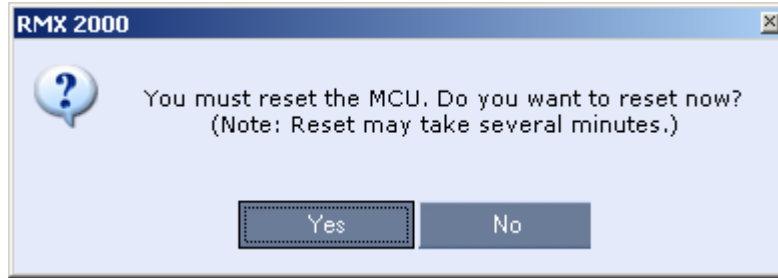 RMX 2000
You must reset the MCU. Do you want to reset now?
(Note: Reset may take several minutes.)
Yes No